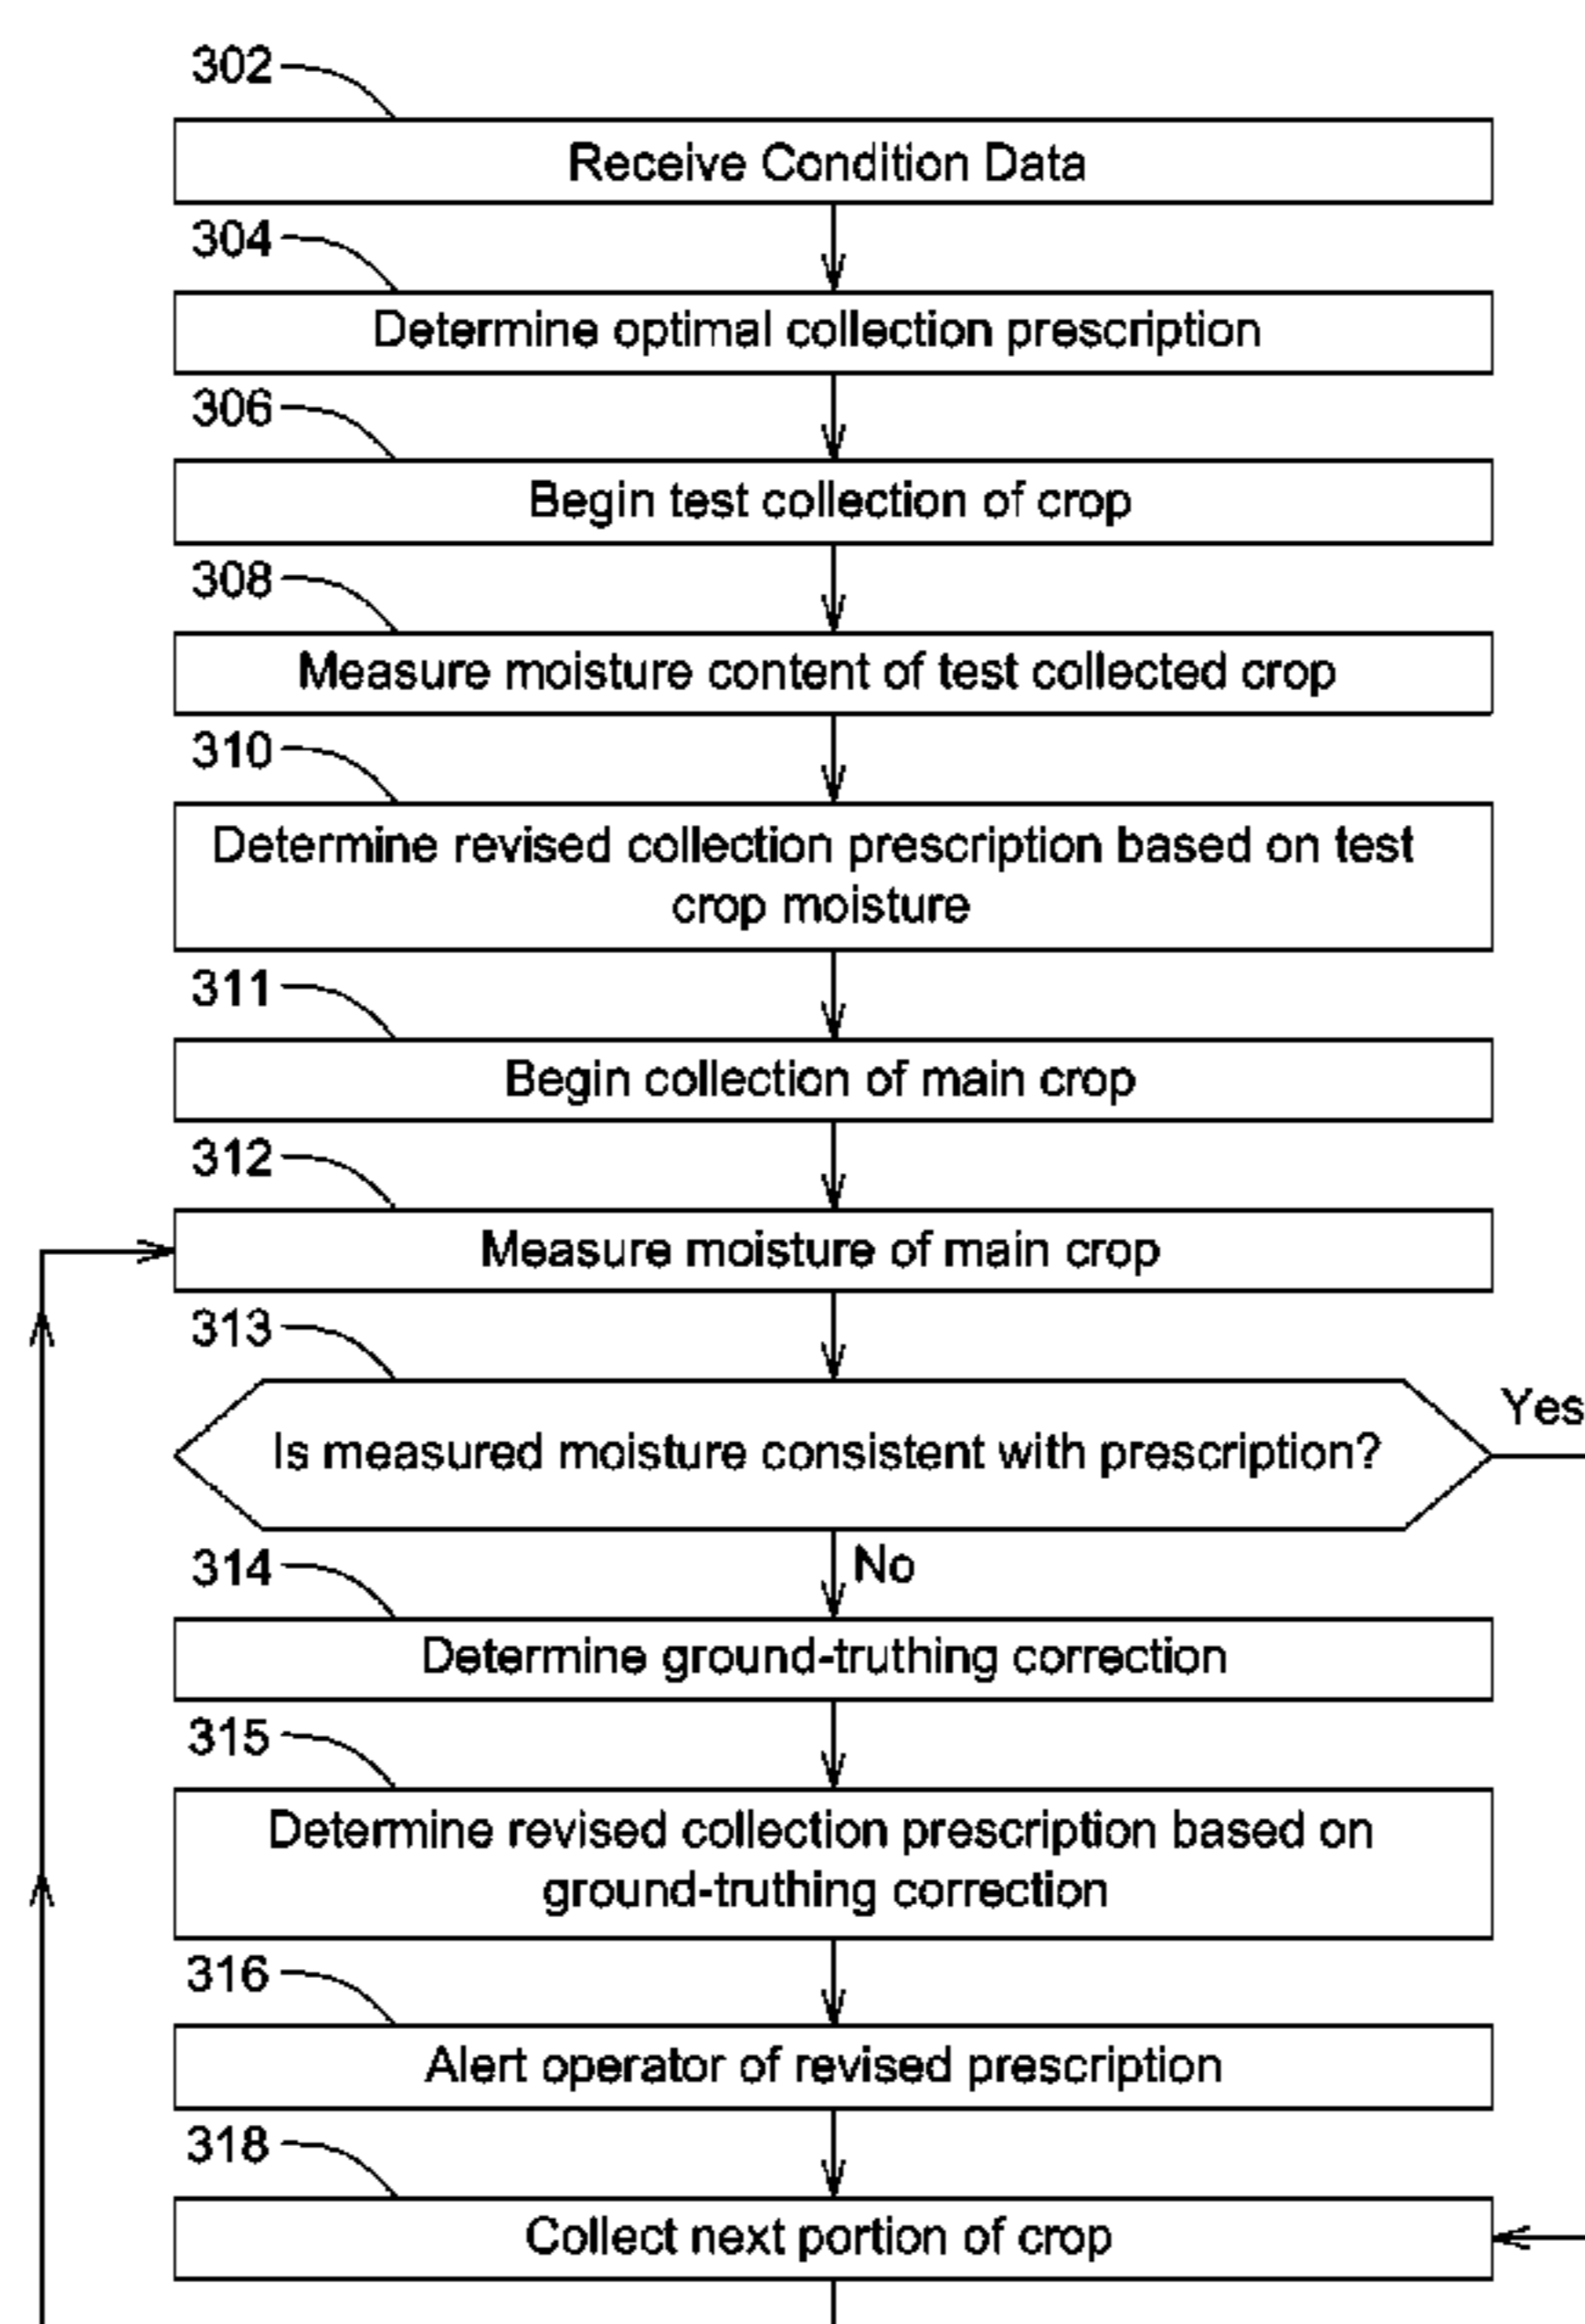 302
Receive Condition Data
304
Determine optimal collection prescription
306
Begin test collection of crop
308
Measure moisture content of test collected crop
310
Determine revised collection prescription based on test
crop moisture
311
Begin collection of main crop
312
Measure moisture of main crop
313
Yes
Is measured moisture consistent with prescription?
No
314
Determine ground-truthing correction
315
Determine revised collection prescription based on
ground-truthing correction
316
Alert operator of revised prescription
318
Collect next portion of crop